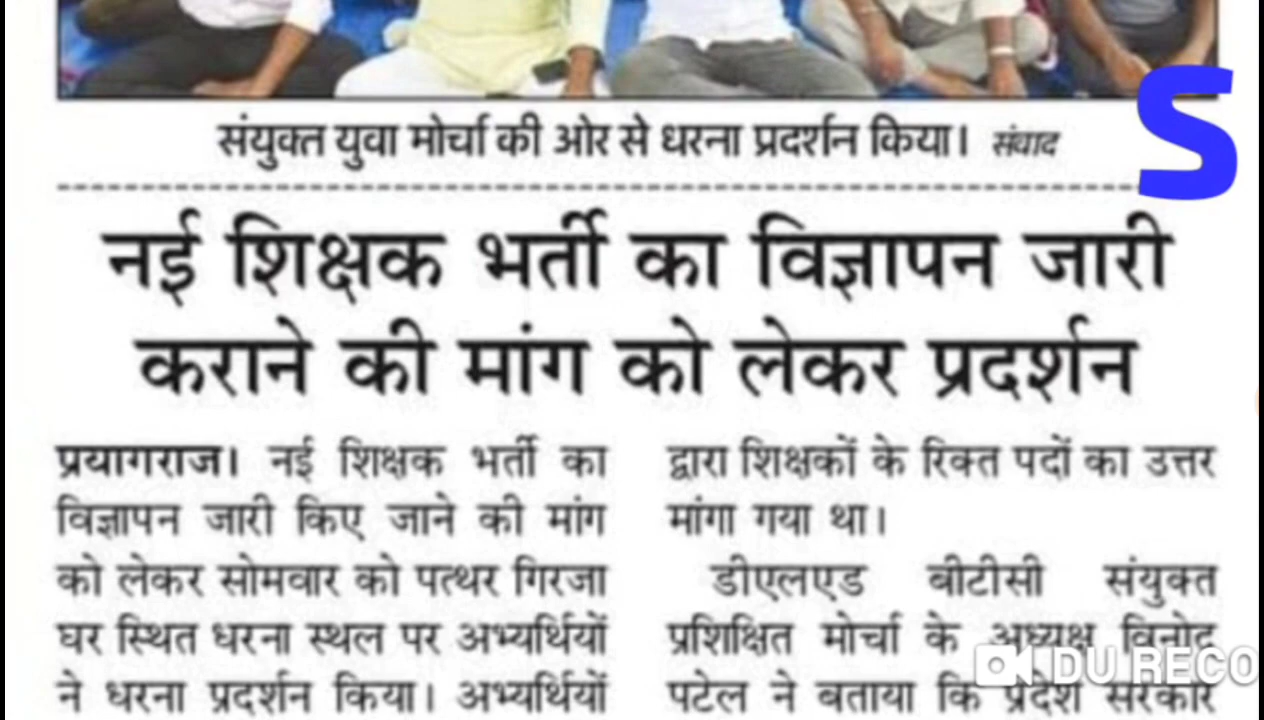 संयुक्त युवा मोर्चा की ओर से धरना प्रदर्शन किया। संवाद
S
नई शिक्षक भर्ती का विज्ञापन जारी
कराने की मांग को लेकर प्रदर्शन
प्रयागराज। नई शिक्षक भर्ती का
विज्ञापन जारी किए जाने की मांग
को लेकर सोमवार को पत्थर गिरजा
घर स्थित धरना स्थल पर अभ्यर्थियों
ने धरना प्रदर्शन किया। अभ्यर्थियों
द्वारा शिक्षकों के रिक्त पदों का उत्तर
मांगा गया था।
डीएलएड बीटीसी संयुक्त
प्रशिक्षित मोर्चा के अध्यक्ष विनोद
पटेल ने बताया कि प्रदेश सरकार
DU RECO